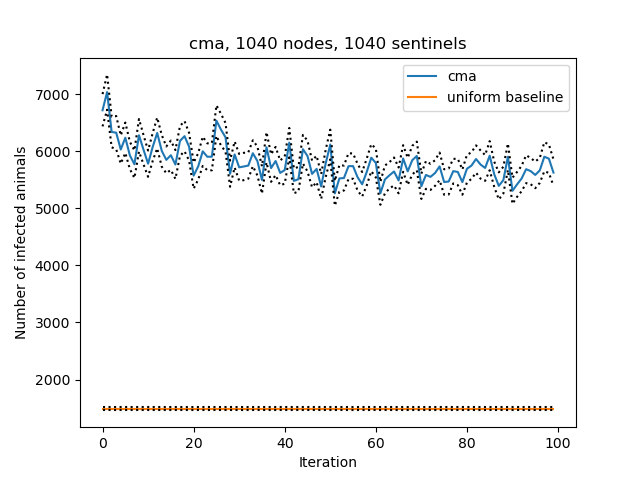 cma, 1040 nodes, 1040 sentinels
cma
uniform baseline
Number of infected animals
7000
6000
5000
4000
3000
2000
0
20
40
60
80
100
Iteration